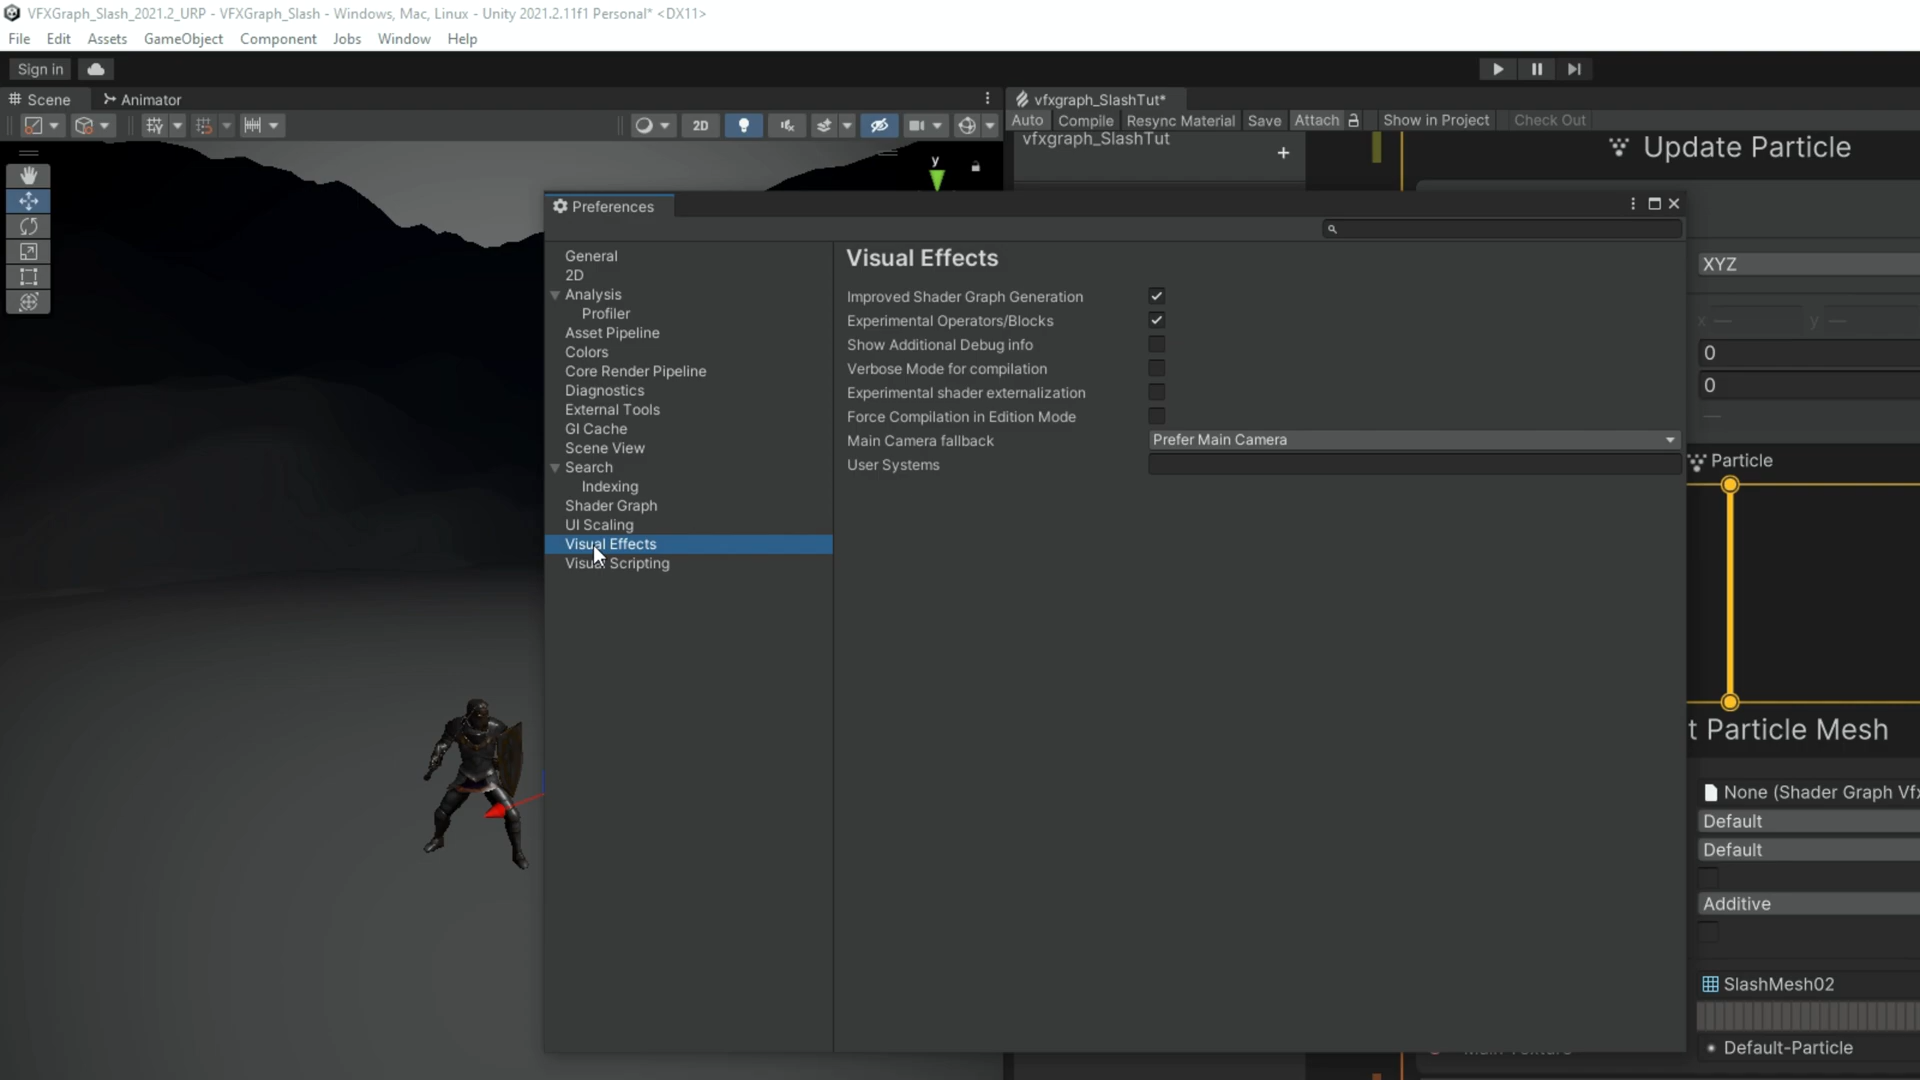 VFXGraph_Slash_2021.2_URP - VFXGraph_Slash - Windows, Mac, Linux - Unity 2021.2.11f1 Personal* <DX11>
File Edit Assets GameObject Component Jobs Window Help
Sign in
Scene Animator
vfxgraph_SlashTut*
2D
Auto Compile Resync Material Save Attach Show in Project Check Out
vfxgraph_SlashTut
+
y
Update Particle
Preferences
General
2D
Analysis
Profiler
Asset Pipeline
Colors
Core Render Pipeline
Diagnostics
External Tools
GI Cache
Scene View
Search
Indexing
Shader Graph
UI Scaling
Visual Effects
Visual Scripting
Visual Effects
Improved Shader Graph Generation
Experimental Operators/Blocks
Show Additional Debug info
Verbose Mode for compilation
Experimental shader externalization
Force Compilation in Edition Mode
Main Camera fallback Prefer Main Camera
User Systems
XYZ
x — y —
0
0
—
Particle
t Particle Mesh
None (Shader Graph Vfx
Default
Default
Additive
SlashMesh02
Default-Particle